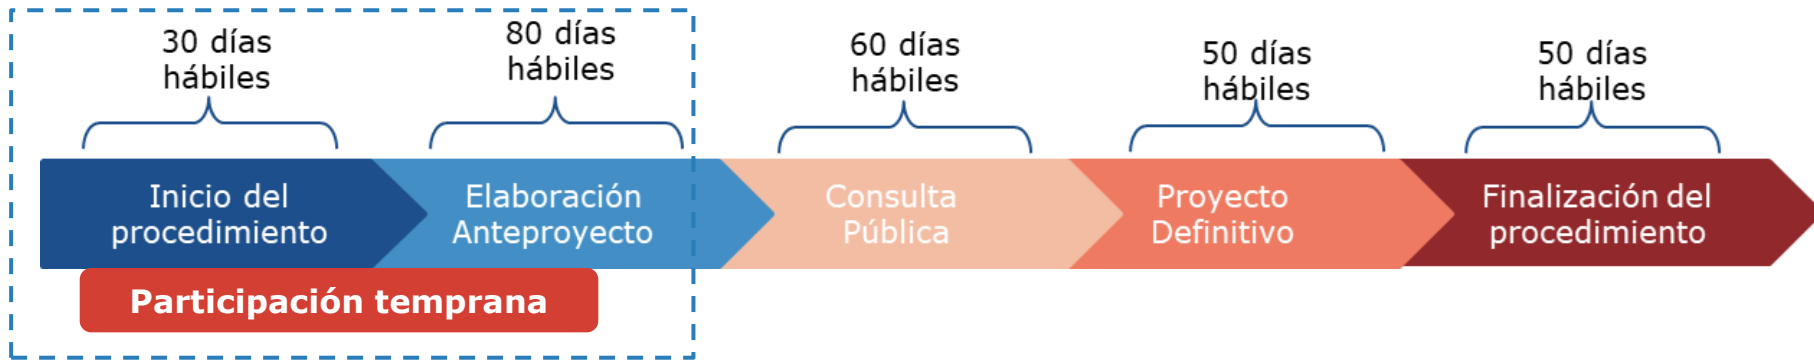 30 días
hábiles
80 días
hábiles
60 días
hábiles
50 días
hábiles
50 días
hábiles
Inicio del
procedimiento
Elaboración
Anteproyecto
Consulta
Pública
Proyecto
Definitivo
Finalización del
procedimiento
Participación temprana